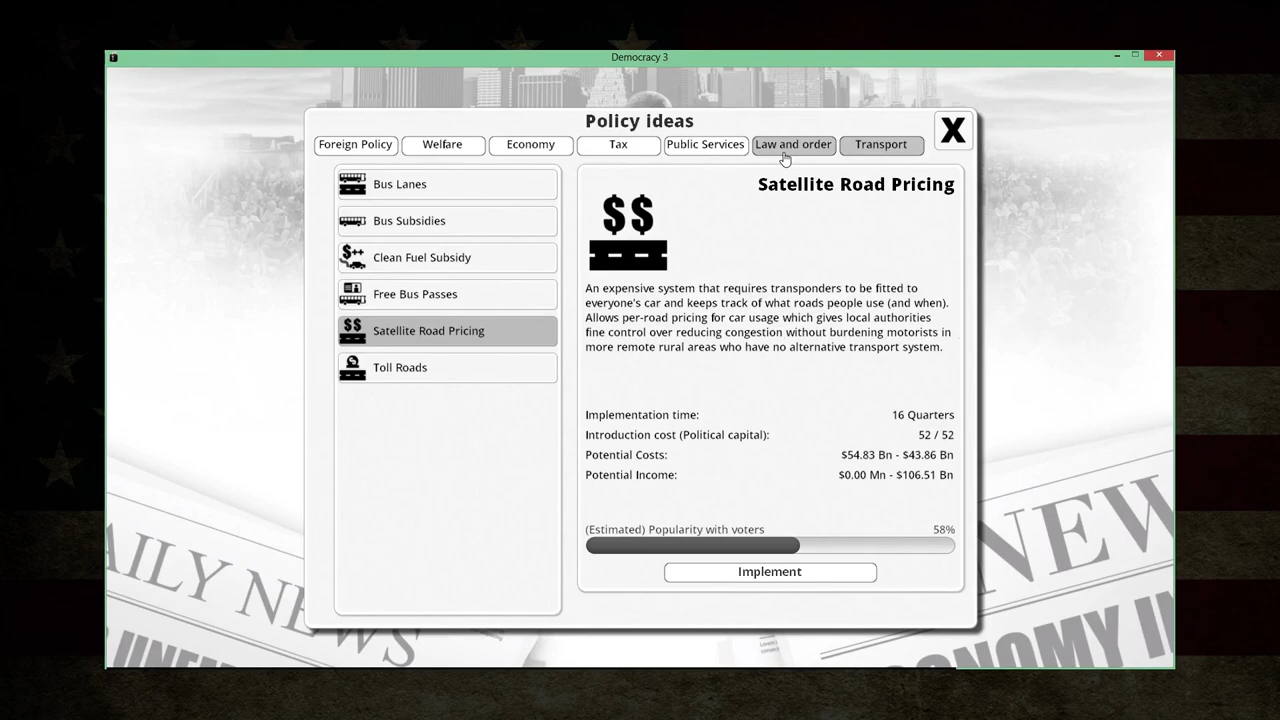 Democracy 3
Policy ideas
X
Foreign Policy
Welfare
Economy
Tax
Public Services
Law and order
Transport
Bus Lanes
Bus Subsidies
Clean Fuel Subsidy
Free Bus Passes
Satellite Road Pricing
Toll Roads
Satellite Road Pricing
$$
An expensive system that requires transponders to be fitted to
everyone's car and keeps track of what roads people use (and when).
Allows per-road pricing for car usage which gives local authorities
fine control over reducing congestion without burdening motorists in
more remote rural areas who have no alternative transport system.
Implementation time: 16 Quarters
Introduction cost (Political capital): 52 / 52
Potential Costs: $54.83 Bn - $43.86 Bn
Potential Income: $0.00 Mn - $106.51 Bn
(Estimated) Popularity with voters 58%
Implement
AILY NEWS
NEW